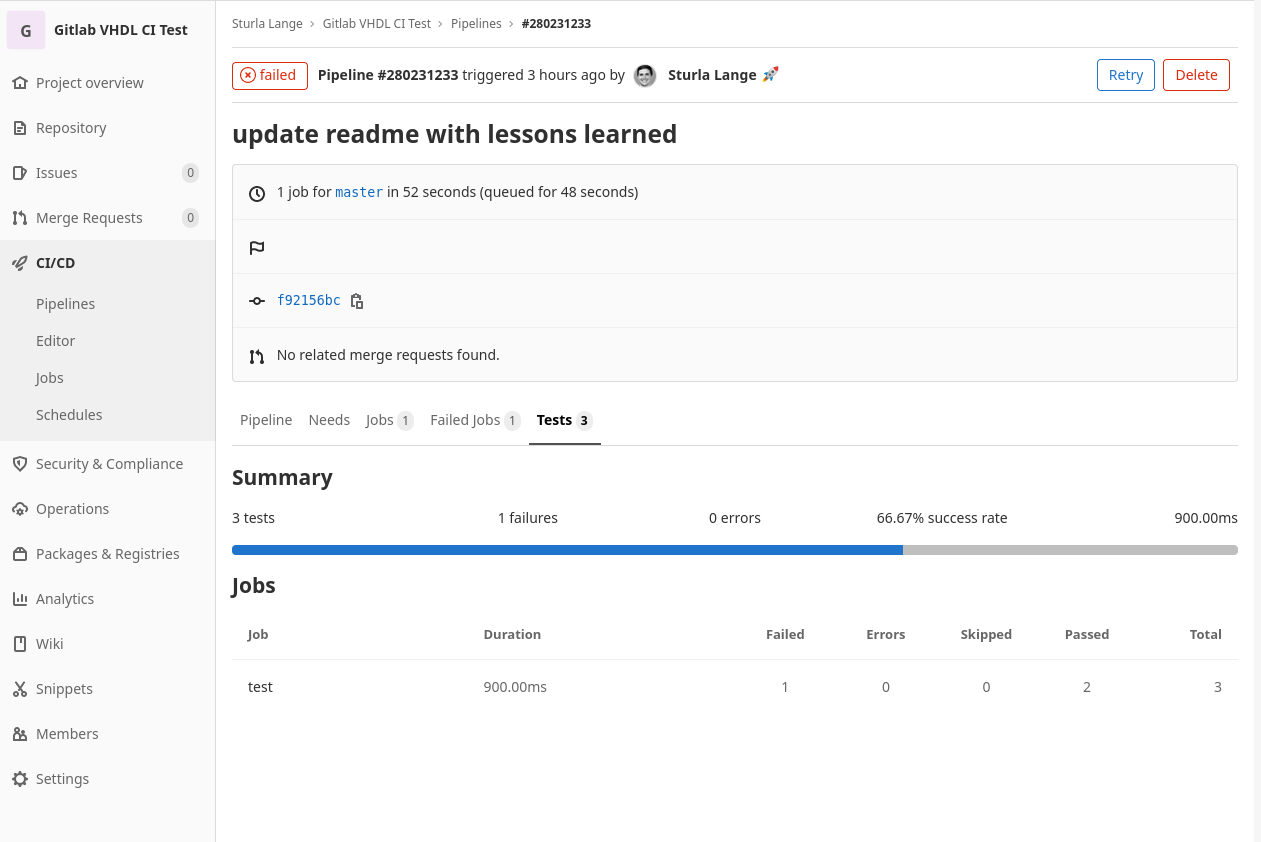 G Gitlab VHDL CI Test
Project overview
Repository
Issues 0
Merge Requests 0
CI/CD
Pipelines
Editor
Jobs
Schedules
Security & Compliance
Operations
Packages & Registries
Analytics
Wiki
Snippets
Members
Settings
Sturla Lange › Gitlab VHDL CI Test › Pipelines › #280231233
failed Pipeline #280231233 triggered 3 hours ago by Sturla Lange 🚀 Retry Delete
update readme with lessons learned
1 job for master in 52 seconds (queued for 48 seconds)
f92156bc
No related merge requests found.
Pipeline Needs Jobs 1 Failed Jobs 1 Tests 3
Summary
3 tests 1 failures 0 errors 66.67% success rate 900.00ms
Jobs
Job Duration Failed Errors Skipped Passed Total
test 900.00ms 1 0 0 2 3